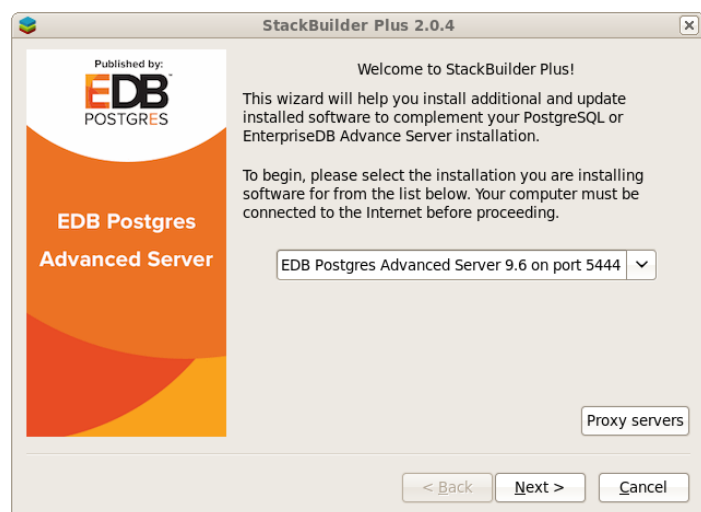 StackBuilder Plus 2.0.4
Published by:
EDB™
POSTGRES
EDB Postgres
Advanced Server
Welcome to StackBuilder Plus!
This wizard will help you install additional and update
installed software to complement your PostgreSQL or
EnterpriseDB Advance Server installation.
To begin, please select the installation you are installing
software for from the list below. Your computer must be
connected to the Internet before proceeding.
EDB Postgres Advanced Server 9.6 on port 5444
Proxy servers
< Back
Next >
Cancel